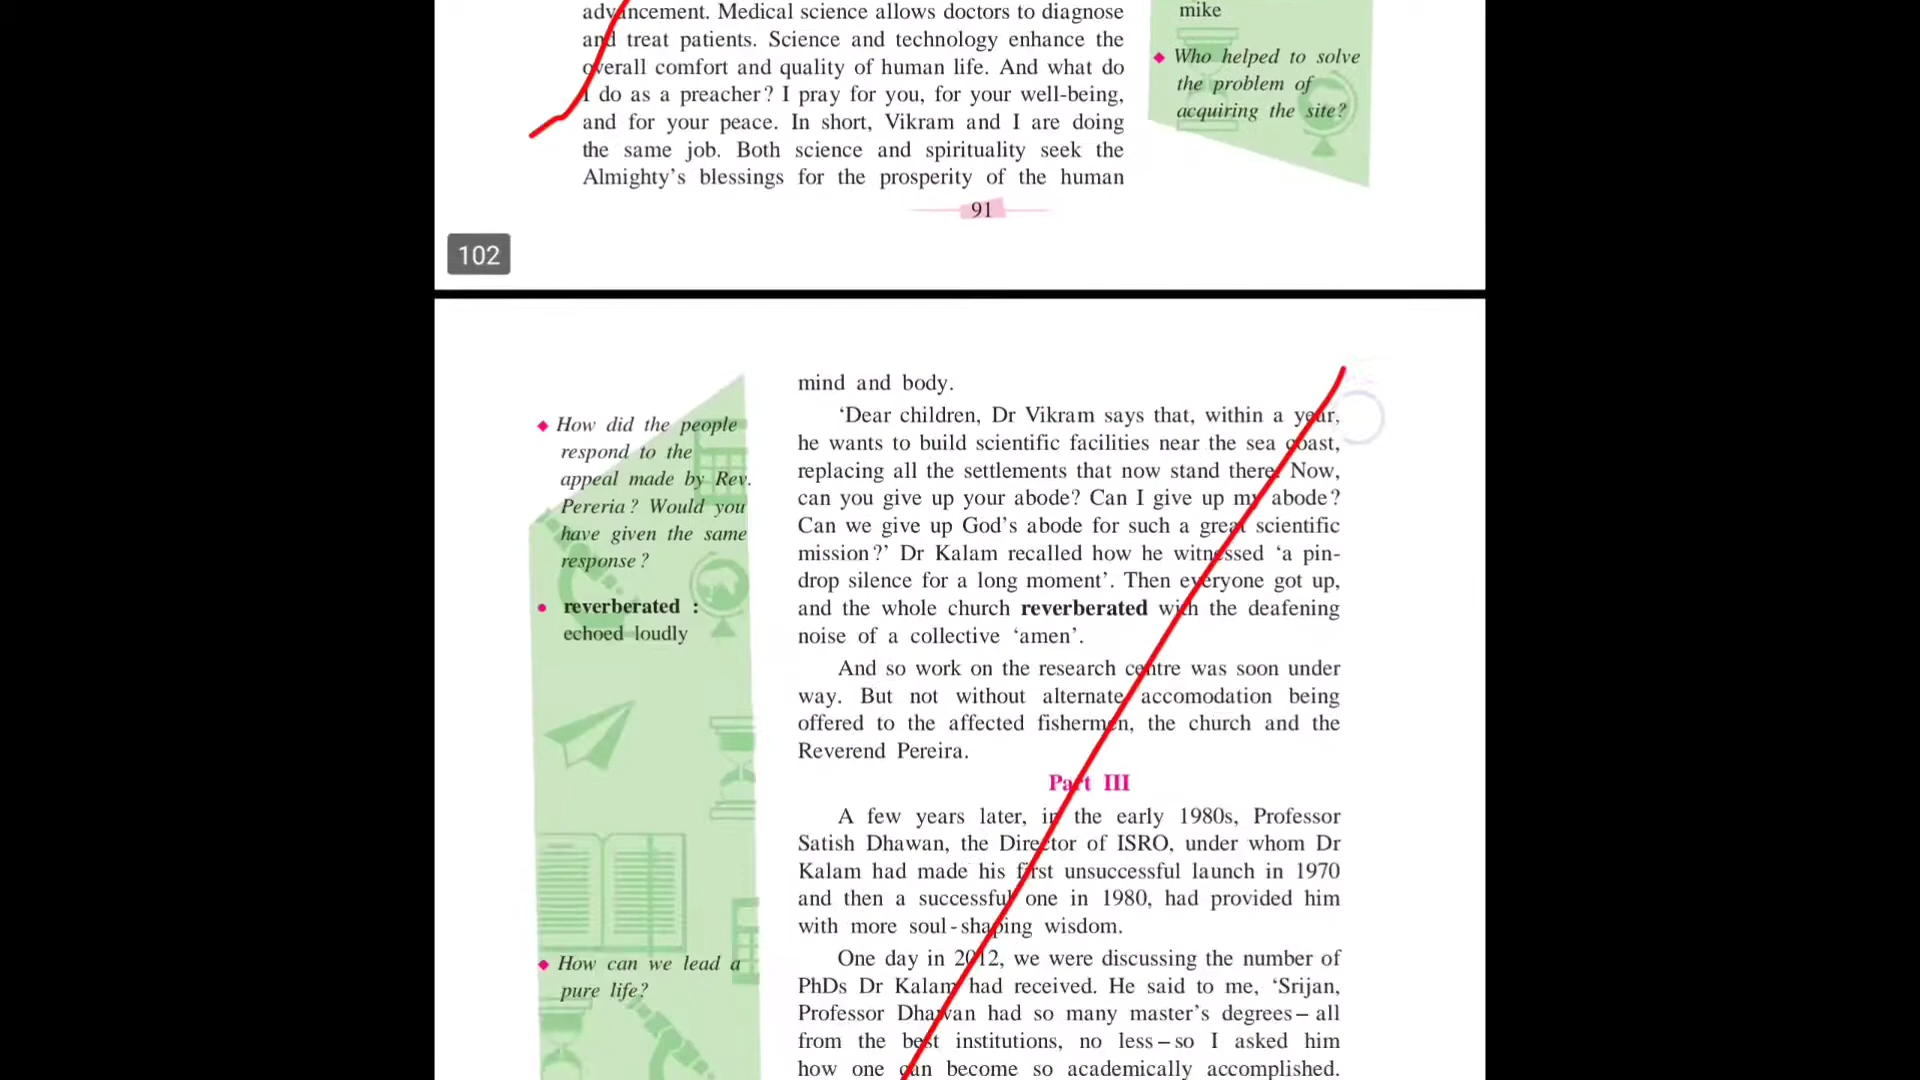 advancement. Medical science allows doctors to diagnose
and treat patients. Science and technology enhance the
overall comfort and quality of human life. And what do
I do as a preacher? I pray for you, for your well-being,
and for your peace. In short, Vikram and I are doing
the same job. Both science and spirituality seek the
Almighty's blessings for the prosperity of the human
mike
Who helped to solve
the problem of
acquiring the site?
91
102
How did the people
respond to the
appeal made by Rev.
Pereria? Would you
have given the same
response?
reverberated :
echoed loudly
How can we lead a
pure life?
mind and body.
'Dear children, Dr Vikram says that, within a year,
he wants to build scientific facilities near the sea coast,
replacing all the settlements that now stand there. Now,
can you give up your abode? Can I give up my abode?
Can we give up God's abode for such a great scientific
mission?' Dr Kalam recalled how he witnessed 'a pin-
drop silence for a long moment'. Then everyone got up,
and the whole church reverberated with the deafening
noise of a collective 'amen'.
And so work on the research centre was soon under
way. But not without alternate accomodation being
offered to the affected fishermen, the church and the
Reverend Pereira.
Part III
A few years later, in the early 1980s, Professor
Satish Dhawan, the Director of ISRO, under whom Dr
Kalam had made his first unsuccessful launch in 1970
and then a successful one in 1980, had provided him
with more soul-shaping wisdom.
One day in 2012, we were discussing the number of
PhDs Dr Kalam had received. He said to me, 'Srijan,
Professor Dhawan had so many master's degrees – all
from the best institutions, no less – so I asked him
how one can become so academically accomplished.